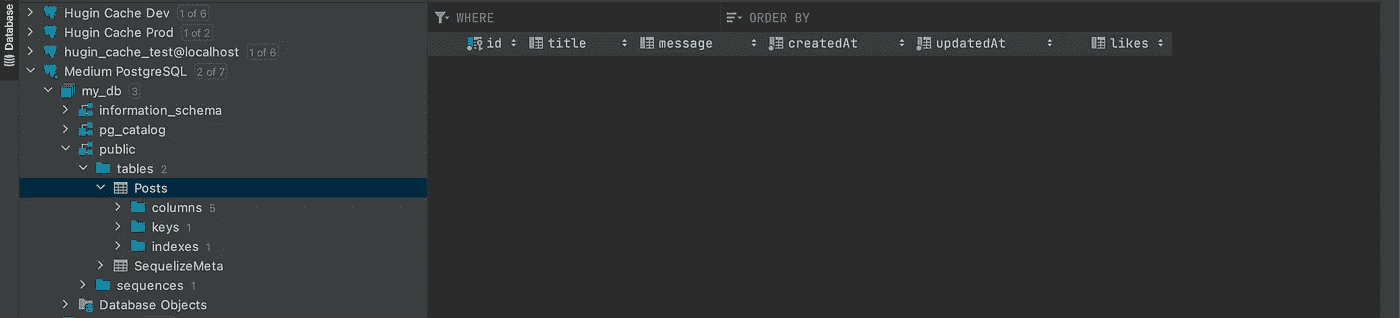 Database
Hugin Cache Dev 1 of 6
Hugin Cache Prod 1 of 2
hugin_cache_test@localhost 1 of 6
Medium PostgreSQL 2 of 7
my_db 3
information_schema
pg_catalog
public
tables 2
Posts
columns 5
keys 1
indexes 1
SequelizeMeta
sequences 1
Database Objects
WHERE ORDER BY
id title message createdAt updatedAt likes